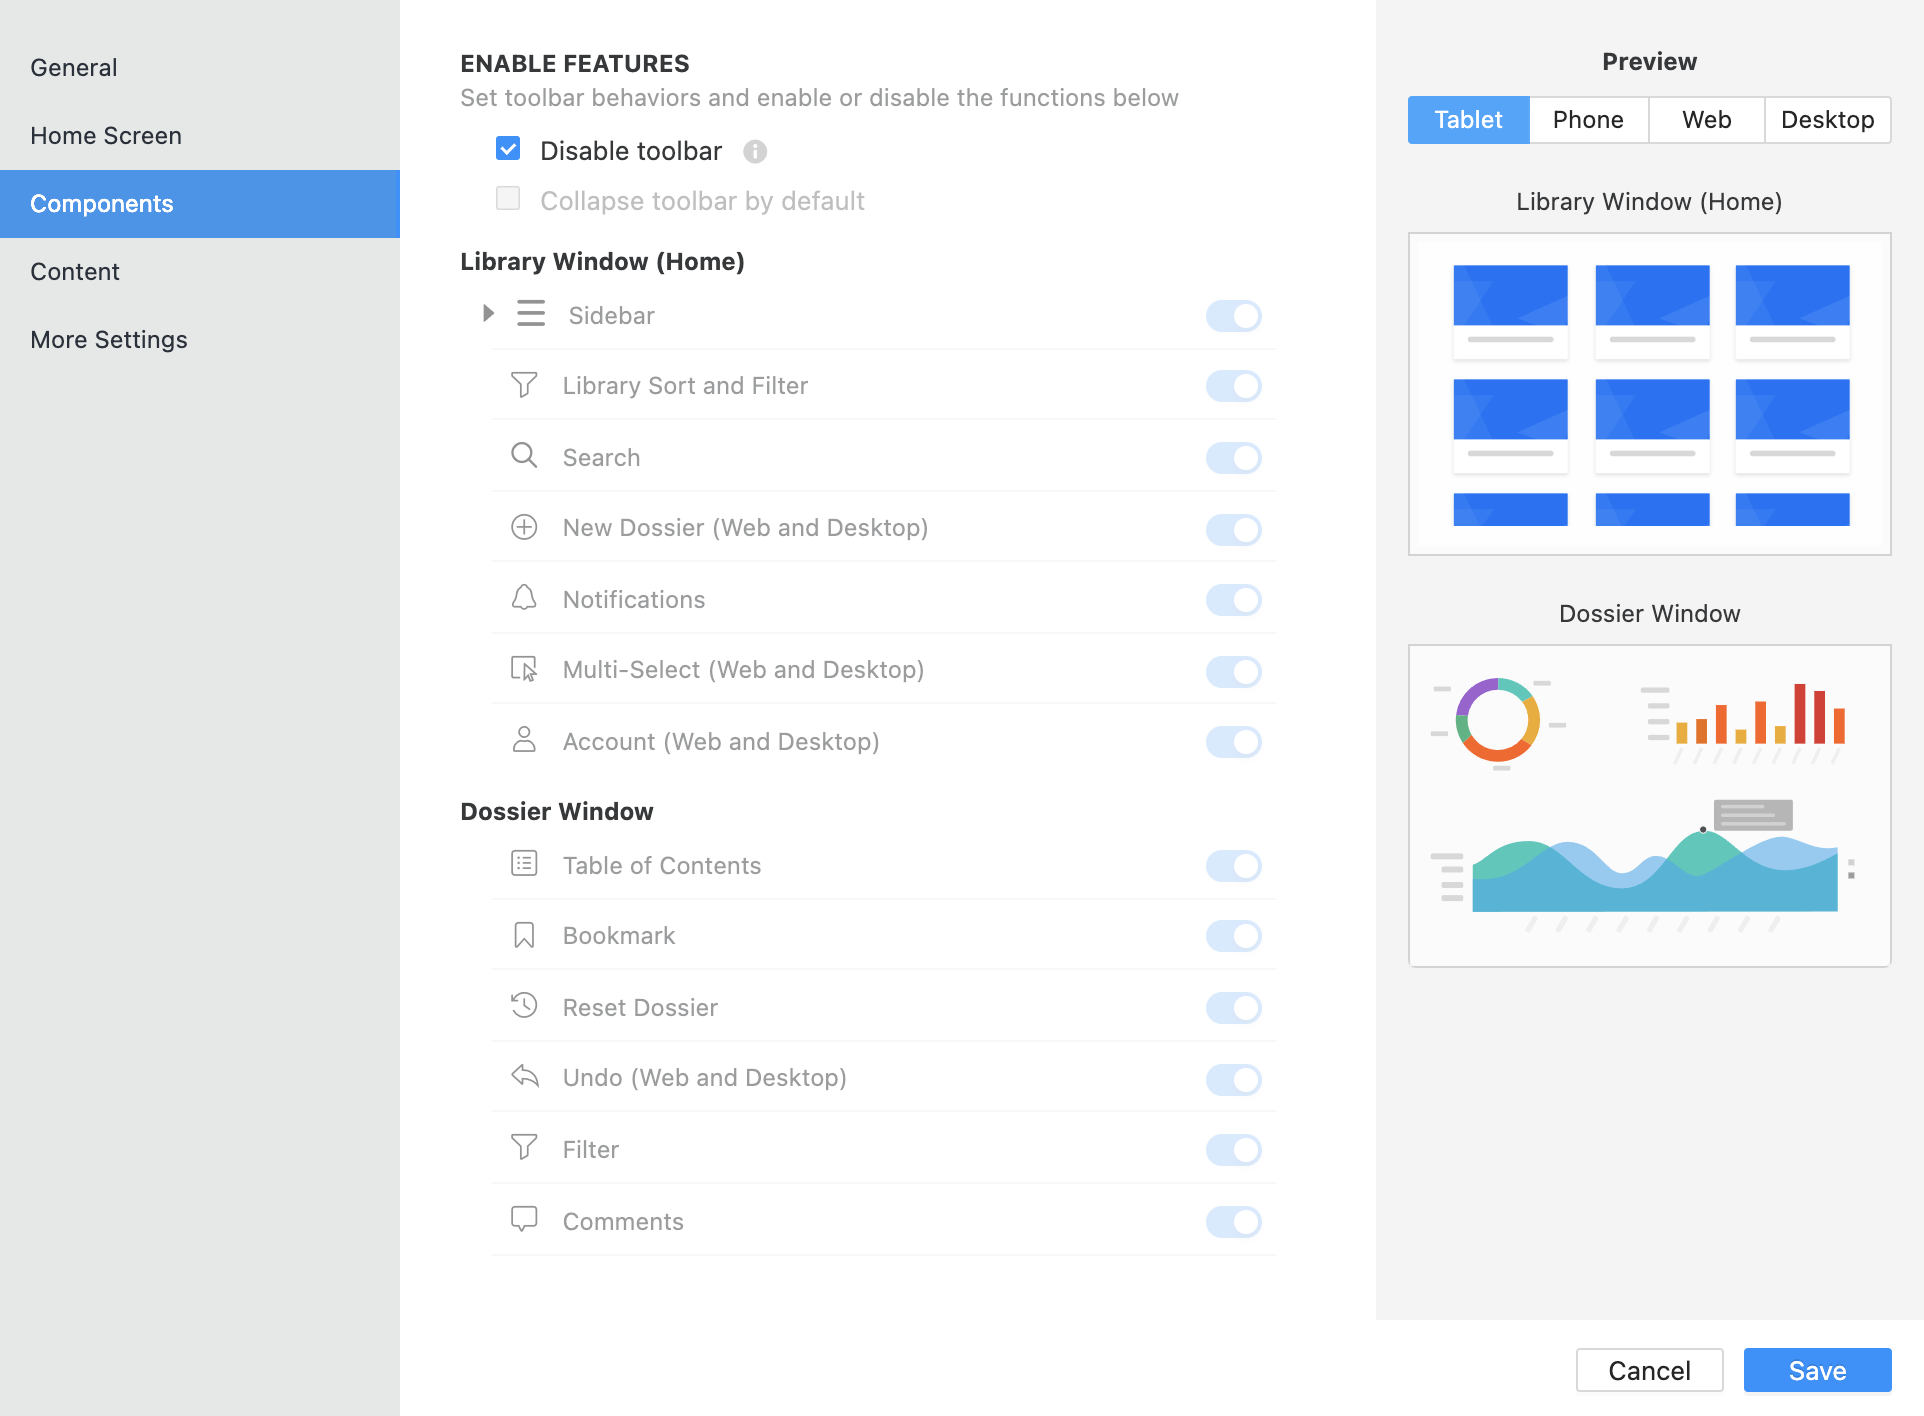 General
Home Screen
Components
Content
More Settings
ENABLE FEATURES
Set toolbar behaviors and enable or disable the functions below
Disable toolbar
Collapse toolbar by default
Library Window (Home)
Sidebar
Library Sort and Filter
Search
New Dossier (Web and Desktop)
Notifications
Multi-Select (Web and Desktop)
Account (Web and Desktop)
Dossier Window
Table of Contents
Bookmark
Reset Dossier
Undo (Web and Desktop)
Filter
Comments
Preview
Tablet Phone Web Desktop
Library Window (Home)
Dossier Window
Cancel Save